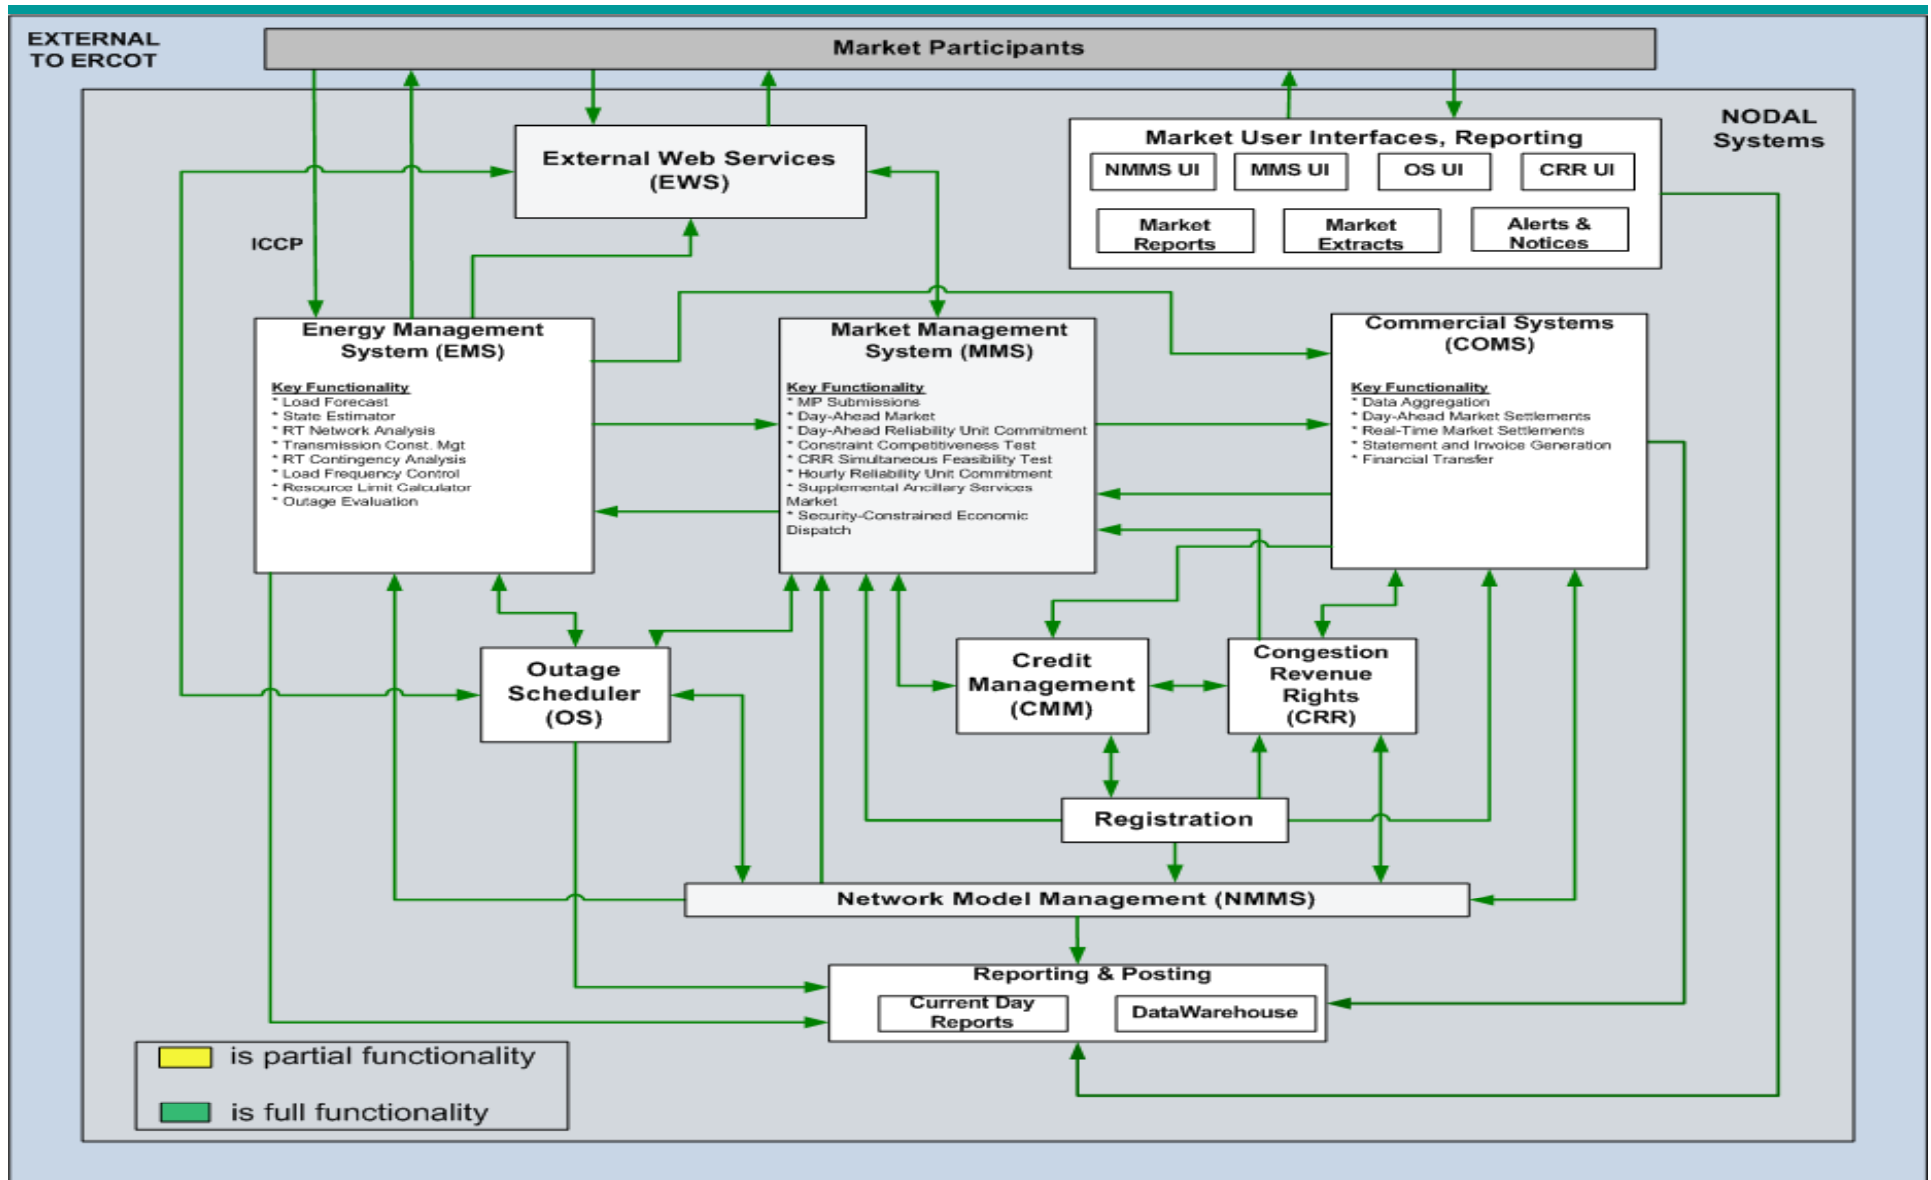 EXTERNAL
TO ERCOT
Market Participants
NODAL
Systems
External Web Services
(EWS)
Market User Interfaces, Reporting
NMMS UI
MMS UI
OS UI
CRR UI
Market
Reports
Market
Extracts
Alerts &
Notices
ICCP
Energy Management
System (EMS)
Key Functionality
* Load Forecast
* State Estimator
* RT Network Analysis
* Transmission Const. Mgt
* RT Contingency Analysis
* Load Frequency Control
* Resource Limit Calculator
* Outage Evaluation
Market Management
System (MMS)
Key Functionality
* MP Submissions
* Day-Ahead Market
* Day-Ahead Reliability Unit Commitment
* Constraint Competitiveness Test
* CRR Simultaneous Feasibility Test
* Hourly Reliability Unit Commitment
* Supplemental Ancillary Services
Market
* Security-Constrained Economic
Dispatch
Commercial Systems
(COMS)
Key Functionality
* Data Aggregation
* Day-Ahead Market Settlements
* Real-Time Market Settlements
* Statement and Invoice Generation
* Financial Transfer
Outage
Scheduler
(OS)
Credit
Management
(CMM)
Congestion
Revenue
Rights
(CRR)
Registration
Network Model Management (NMMS)
Reporting & Posting
Current Day
Reports
DataWarehouse
is partial functionality
is full functionality